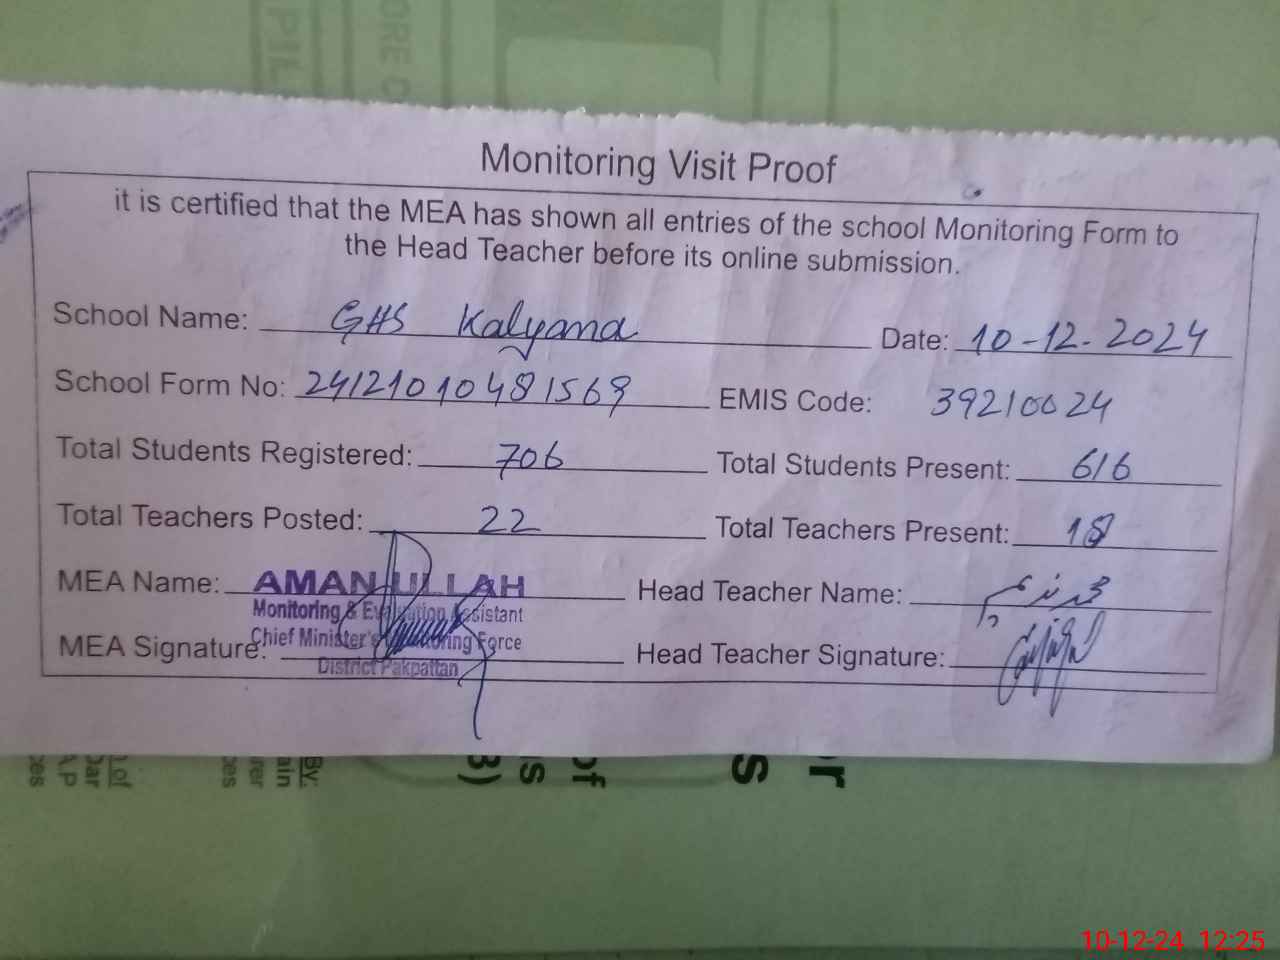 Monitoring Visit Proof
it is certified that the MEA has shown all entries of the school Monitoring Form to
the Head Teacher before its online submission.
School Name: GHS Kalyana Date: 10-12-2024
School Form No: 24121010481569 EMIS Code: 39210024
Total Students Registered: 706 Total Students Present: 616
Total Teachers Posted: 22 Total Teachers Present: 18
MEA Name: AMAN ULLAH Head Teacher Name:
Monitoring & Evaluation Assistant
Chief Minister's Monitoring Force
MEA Signature: Head Teacher Signature:
District Pakpattan
10-12-24 12:25